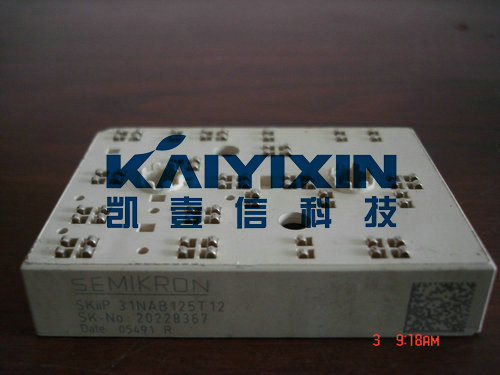 KAIYIXIN
凯壹信科技
SEMIKRON
SKiiP 31NAB125T12
SK-No. 20228367
Date 05491 R
3 9:18AM